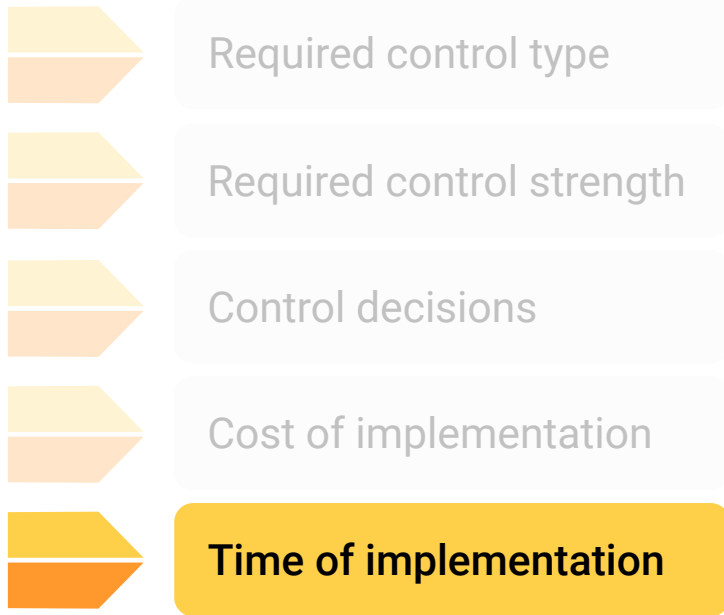 Required control type
Required control strength
Control decisions
Cost of implementation
Time of implementation